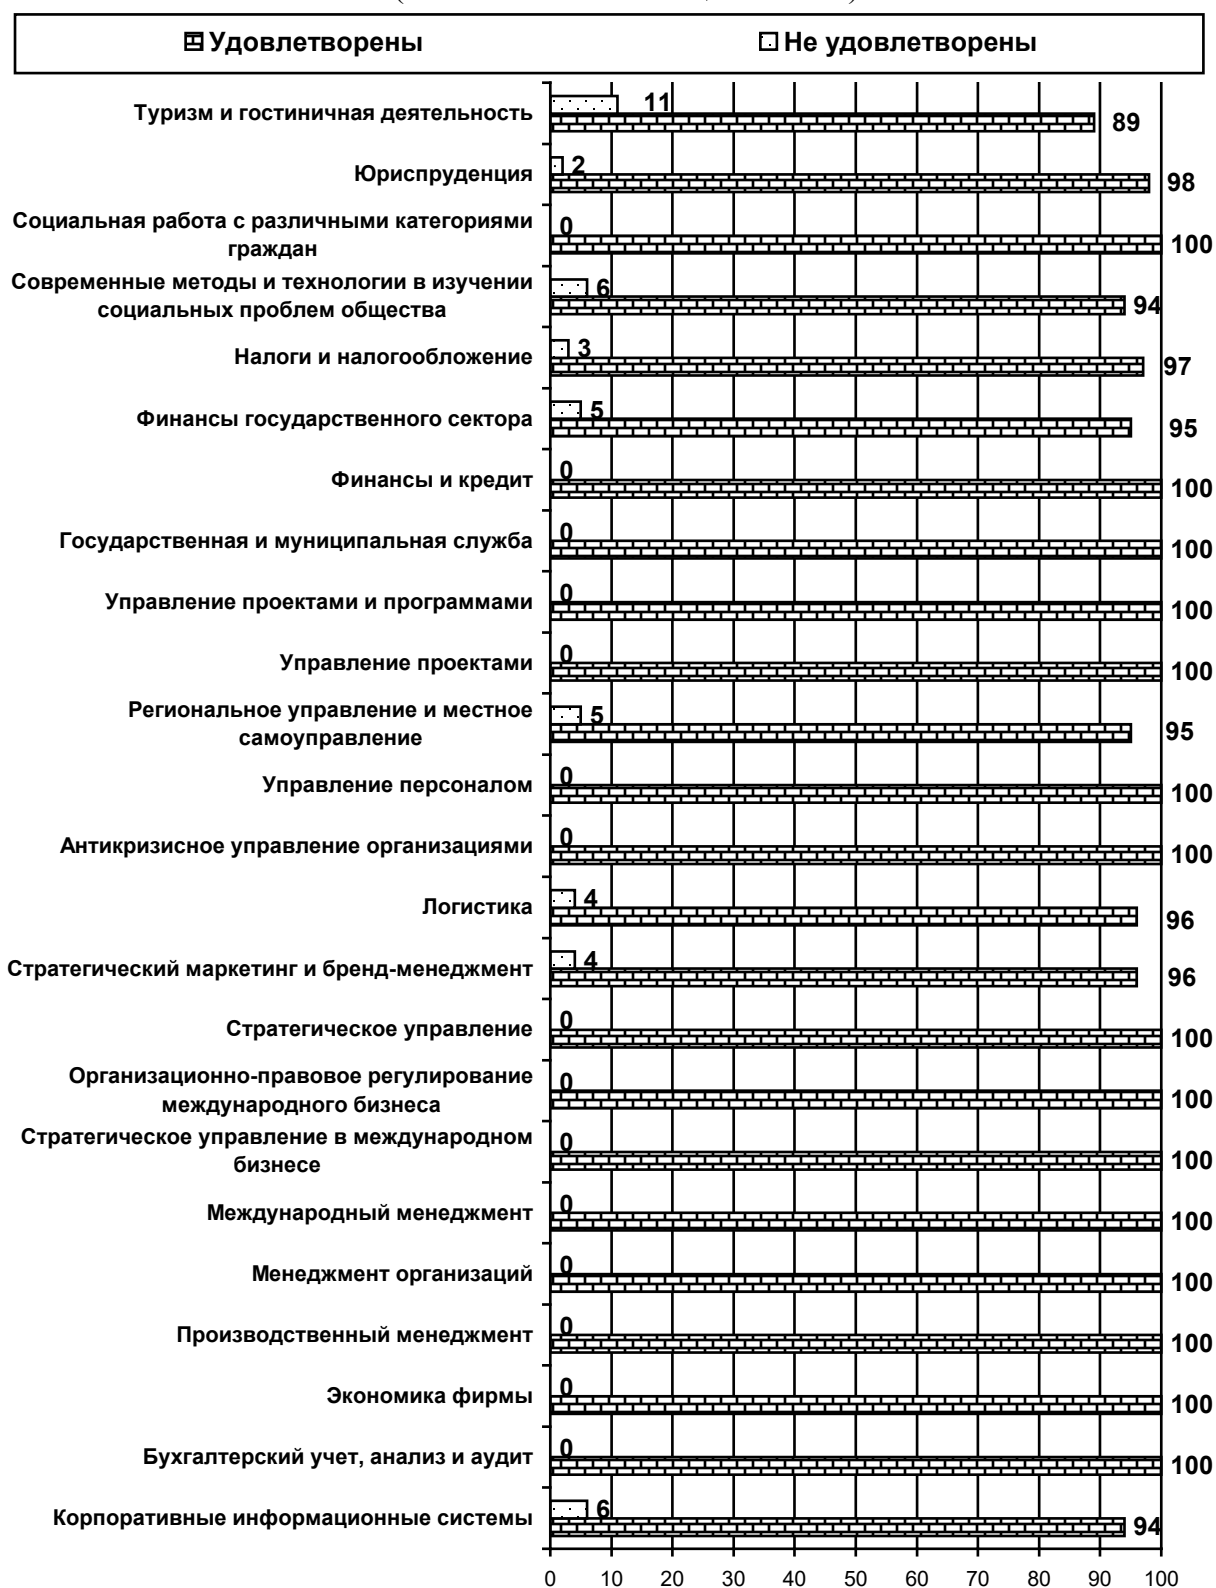 Удовлетворены Не удовлетворены
Туризм и гостиничная деятельность 11 89
Юриспруденция 2 98
Социальная работа с различными категориями
граждан 0 100
Современные методы и технологии в изучении
социальных проблем общества 6 94
Налоги и налогообложение 3 97
Финансы государственного сектора 5 95
Финансы и кредит 0 100
Государственная и муниципальная служба 0 100
Управление проектами и программами 0 100
Управление проектами 0 100
Региональное управление и местное
самоуправление 5 95
Управление персоналом 0 100
Антикризисное управление организациями 0 100
Логистика 4 96
Стратегический маркетинг и бренд-менеджмент 4 96
Стратегическое управление 0 100
Организационно-правовое регулирование
международного бизнеса 0 100
Стратегическое управление в международном
бизнесе 0 100
Международный менеджмент 0 100
Менеджмент организаций 0 100
Производственный менеджмент 0 100
Экономика фирмы 0 100
Бухгалтерский учет, анализ и аудит 0 100
Корпоративные информационные системы 6 94
0 10 20 30 40 50 60 70 80 90 100